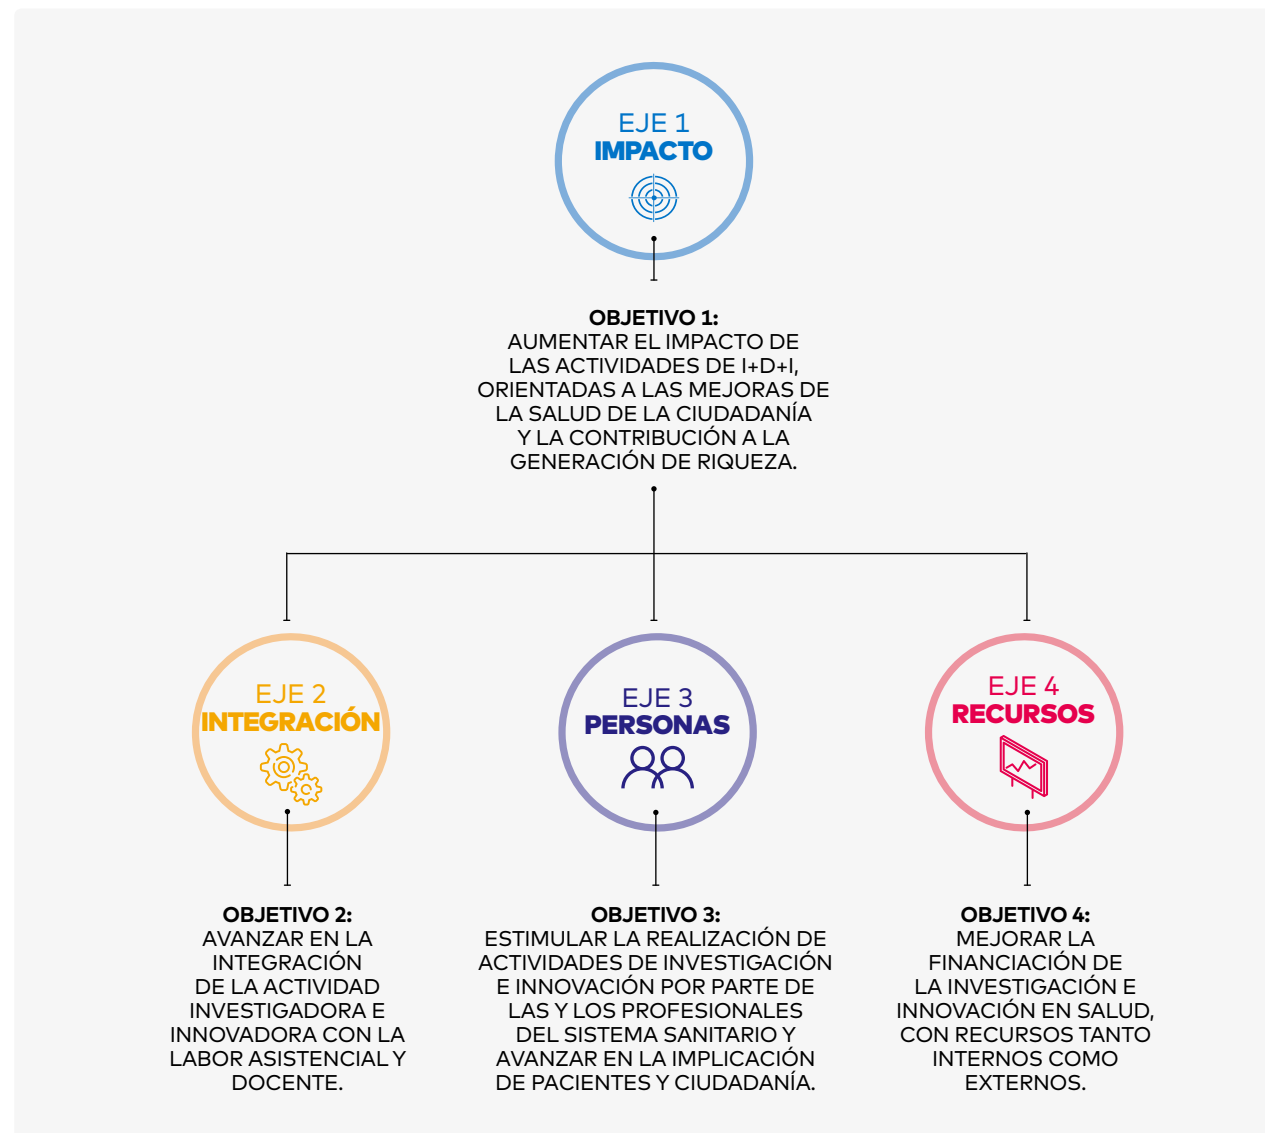 EJE 1
IMPACTO
OBJETIVO 1:
AUMENTAR EL IMPACTO DE
LAS ACTIVIDADES DE I+D+I,
ORIENTADAS A LAS MEJORAS DE
LA SALUD DE LA CIUDADANÍA
Y LA CONTRIBUCIÓN A LA
GENERACIÓN DE RIQUEZA.
EJE 2
INTEGRACIÓN
OBJETIVO 2:
AVANZAR EN LA
INTEGRACIÓN
DE LA ACTIVIDAD
INVESTIGADORA E
INNOVADORA CON LA
LABOR ASISTENCIAL Y
DOCENTE.
EJE 3
PERSONAS
OBJETIVO 3:
ESTIMULAR LA REALIZACIÓN DE
ACTIVIDADES DE INVESTIGACIÓN
E INNOVACIÓN POR PARTE DE
LAS Y LOS PROFESIONALES
DEL SISTEMA SANITARIO Y
AVANZAR EN LA IMPLICACIÓN
DE PACIENTES Y CIUDADANÍA.
EJE 4
RECURSOS
OBJETIVO 4:
MEJORAR LA
FINANCIACIÓN DE
LA INVESTIGACIÓN E
INNOVACIÓN EN SALUD,
CON RECURSOS TANTO
INTERNOS COMO
EXTERNOS.